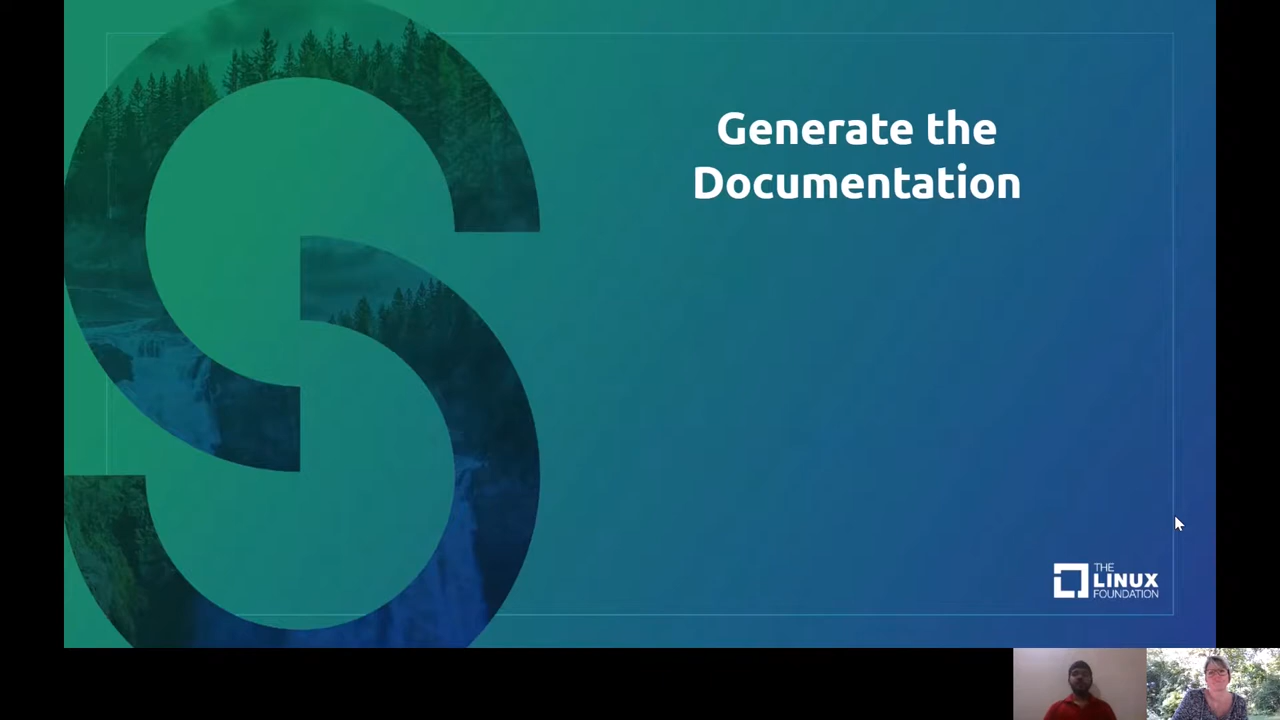 Generate the
Documentation
THE
LINUX
FOUNDATION